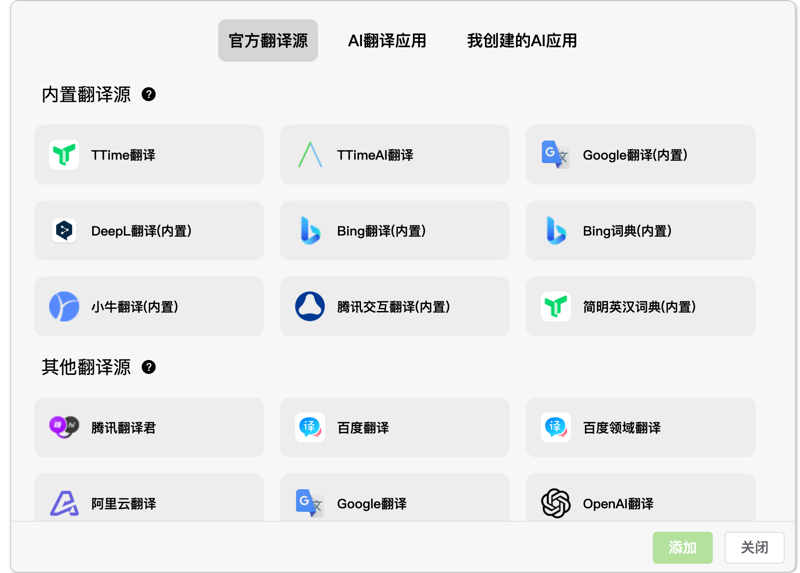 官方翻译源 AI翻译应用 我创建的AI应用
内置翻译源 ?
TTime翻译 TTimeAI翻译 Google翻译(内置)
DeepL翻译(内置) Bing翻译(内置) Bing词典(内置)
小牛翻译(内置) 腾讯交互翻译(内置) 简明英汉词典(内置)
其他翻译源 ?
腾讯翻译君 百度翻译 百度领域翻译
阿里云翻译 Google翻译 OpenAI翻译
添加 关闭